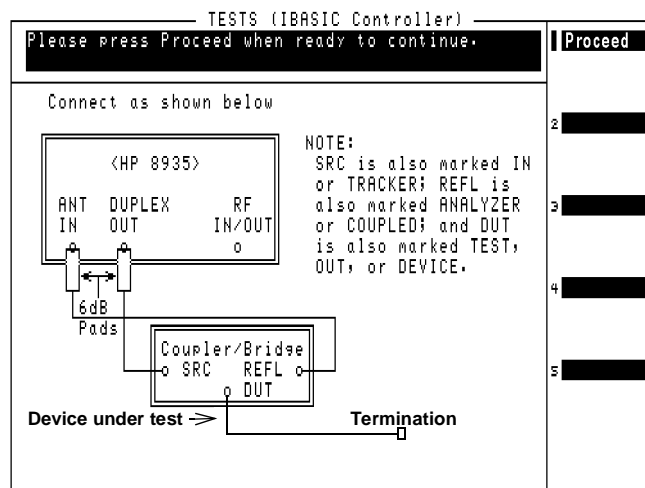 TESTS (IBASIC Controller)
Please press Proceed when ready to continue.
1 Proceed
2
3
4
5
Connect as shown below
<HP 8935>
ANT IN
DUPLEX OUT
RF IN/OUT
6dB Pads
NOTE:
SRC is also marked IN
or TRACKER; REFL is
also marked ANALYZER
or COUPLED; and DUT
is also marked TEST,
OUT, or DEVICE.
Coupler/Bridge
SRC REFL
DUT
Device under test
Termination